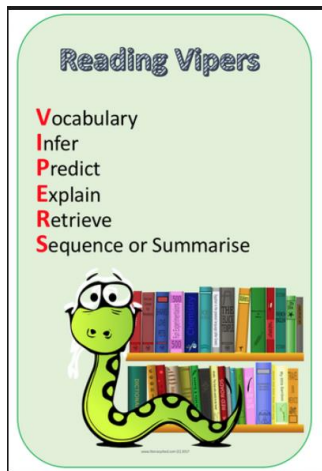 Reading Vipers
Vocabulary
Infer
Predict
Explain
Retrieve
Sequence or Summarise